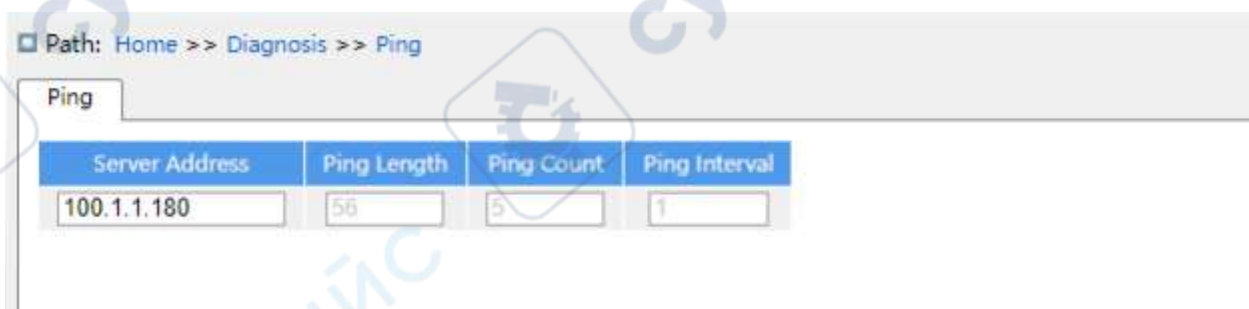 Path: Home >> Diagnosis >> Ping
Ping
Server Address Ping Length Ping Count Ping Interval
100.1.1.180 56 5 1